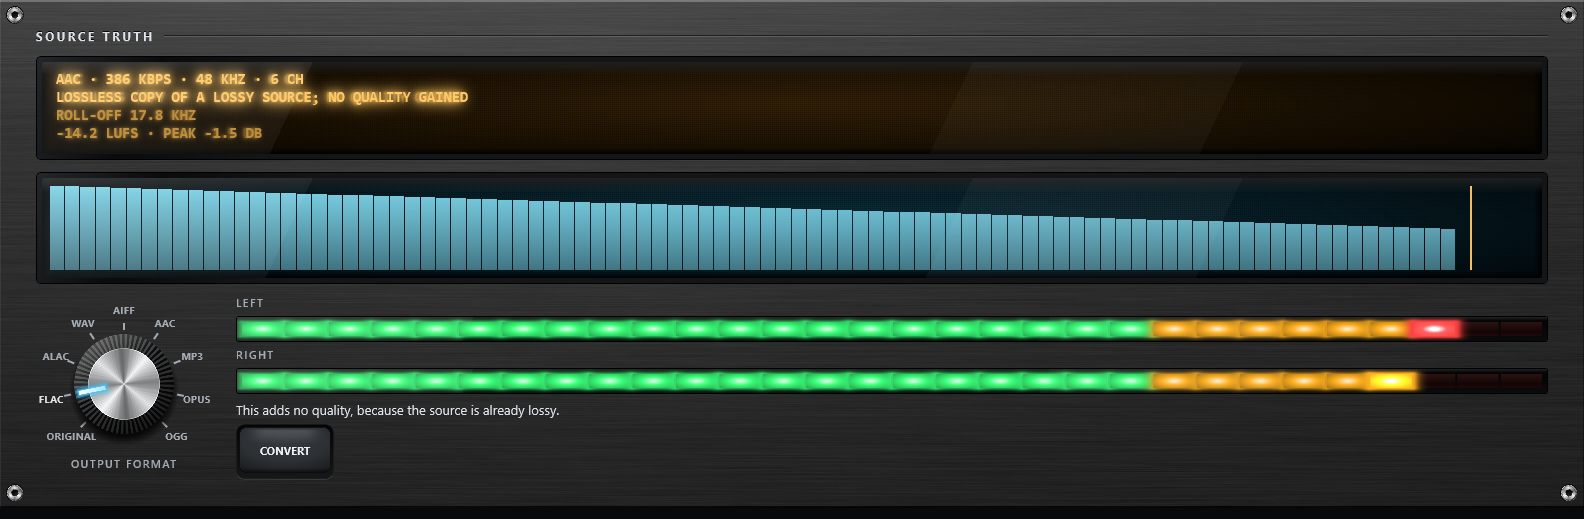 SOURCE TRUTH
AAC · 386 KBPS · 48 KHZ · 6 CH
LOSSLESS COPY OF A LOSSY SOURCE; NO QUALITY GAINED
ROLL-OFF 17.8 KHZ
-14.2 LUFS · PEAK -1.5 DB
LEFT
RIGHT
AIFF
WAV
AAC
ALAC
MP3
FLAC
OPUS
ORIGINAL
OGG
OUTPUT FORMAT
This adds no quality, because the source is already lossy.
CONVERT